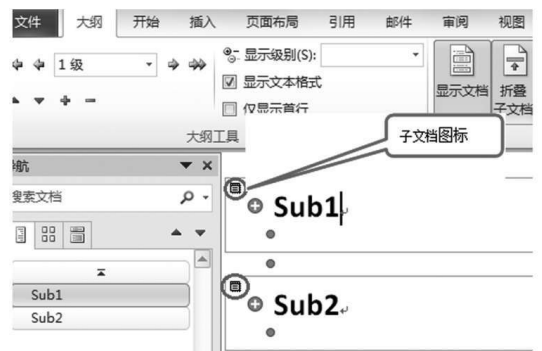 文件 大纲 开始 插入 页面布局 引用 邮件 审阅 视图
1 级
显示级别(S):
显示文本格式
仅显示首行
显示文档 折叠
子文档
大纲工具
子文档图标
航
搜索文档
Sub1
Sub2
Sub1
Sub2